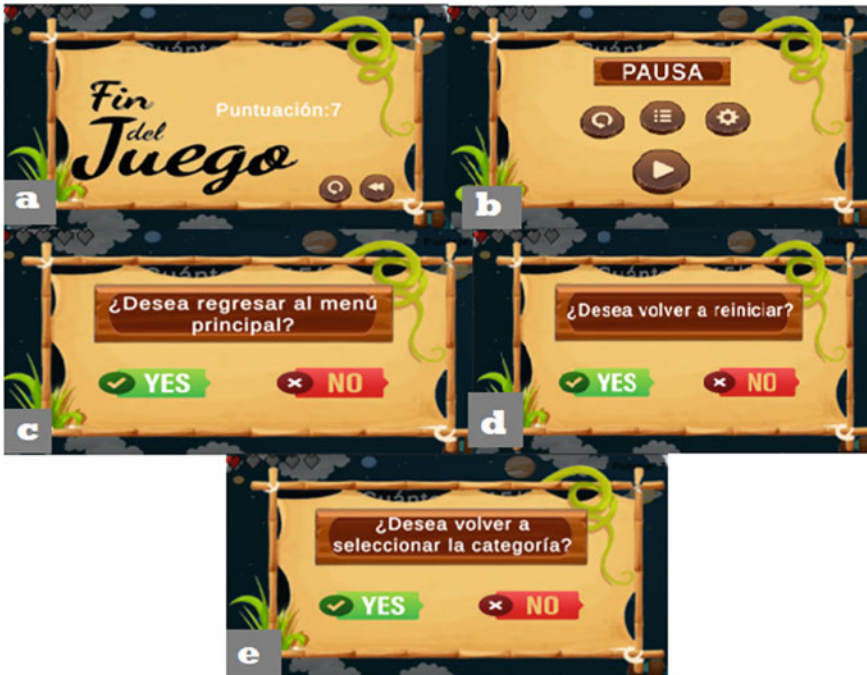 Fin
del
Juego
Puntuación:7
a
PAUSA
b
¿Desea regresar al menú
principal?
YES
NO
c
¿Desea volver a reiniciar?
YES
NO
d
¿Desea volver a
seleccionar la categoría?
YES
NO
e